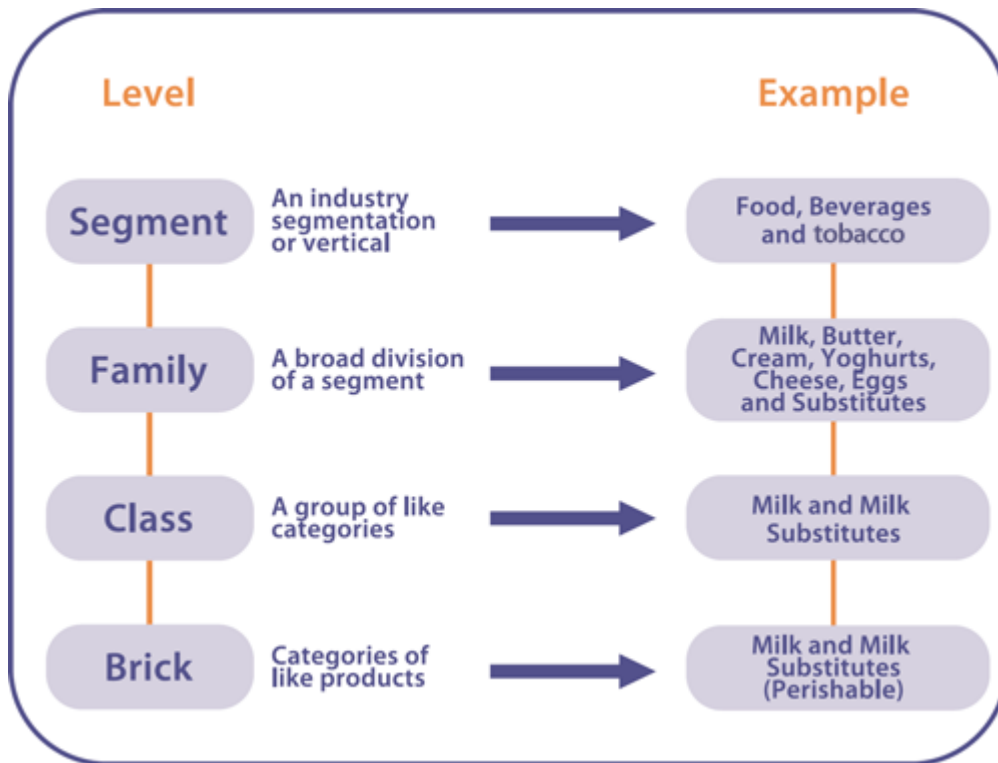 Level
Example
Segment
An industry
segmentation
or vertical
Food, Beverages
and tobacco
Family
A broad division
of a segment
Milk, Butter,
Cream, Yoghurts,
Cheese, Eggs
and Substitutes
Class
A group of like
categories
Milk and Milk
Substitutes
Brick
Categories of
like products
Milk and Milk
Substitutes
(Perishable)